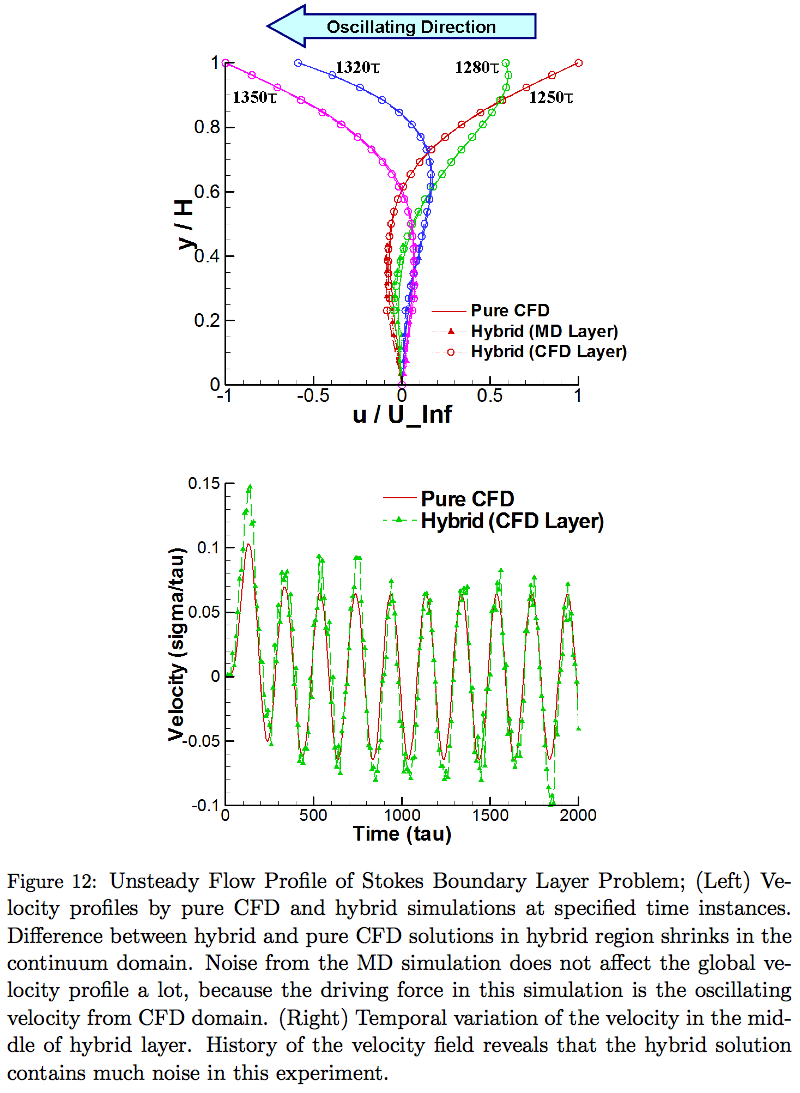 Oscillating Direction
1320τ
1280τ
1350τ
1250τ
1
0.8
0.6
0.4
0.2
0
y / H
Pure CFD
Hybrid (MD Layer)
Hybrid (CFD Layer)
-1
-0.5
0
0.5
1
u / U_Inf
0.15
0.1
0.05
0
-0.05
-0.1
Velocity (sigma/tau)
Pure CFD
Hybrid (CFD Layer)
0
500
1000
1500
2000
Time (tau)
Figure 12: Unsteady Flow Profile of Stokes Boundary Layer Problem; (Left) Ve-
locity profiles by pure CFD and hybrid simulations at specified time instances.
Difference between hybrid and pure CFD solutions in hybrid region shrinks in the
continuum domain. Noise from the MD simulation does not affect the global ve-
locity profile a lot, because the driving force in this simulation is the oscillating
velocity from CFD domain. (Right) Temporal variation of the velocity in the mid-
dle of hybrid layer. History of the velocity field reveals that the hybrid solution
contains much noise in this experiment.